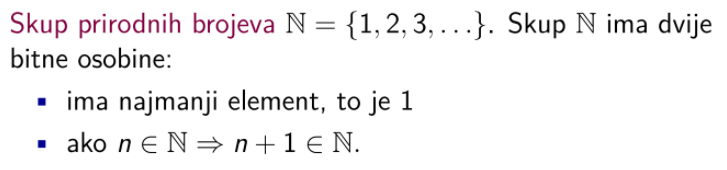 Skup prirodnih brojeva ℕ = {1, 2, 3, . . .}. Skup ℕ ima dvije
bitne osobine:
▪ ima najmanji element, to je 1
▪ ako n ∈ ℕ ⇒ n + 1 ∈ ℕ.